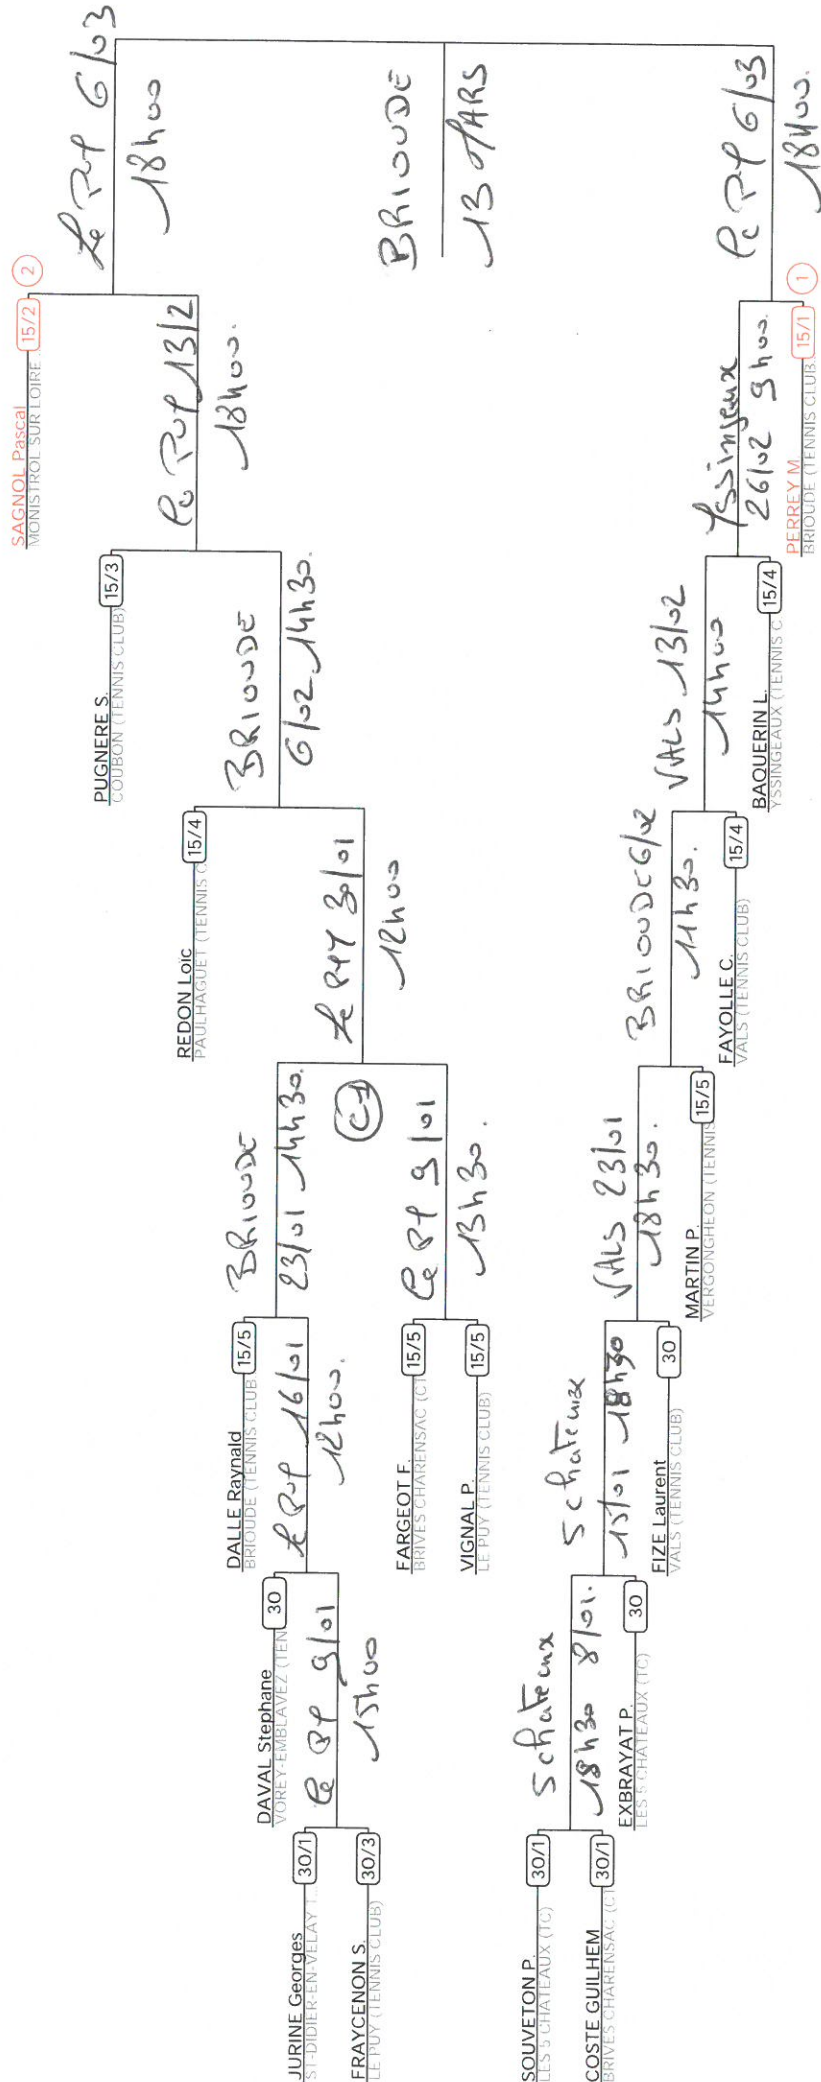 JURINE Georges
ST-DIDIER-EN-VELAY T...
30/1
FRAYCENON S.
LE PUY (TENNIS CLUB)
30/3
Le Puy 9/01
15h00
DAVAL Stephane
VOREY-EMBLAVEZ (TEN
30
Le Puy 16/01
12h00.
DALLE Raynald
BRIOUDE (TENNIS CLUB
15/5
BRIOUDE
23/01 14h30.
FARGEOT F.
BRIVES CHARENSAC (CT
15/5
VIGNAL P.
LE PUY (TENNIS CLUB)
15/5
Le Puy 9/01
13h30.
Le Puy 30/01
12h00
REDON Loïc
PAULHAGUET (TENNIS C
15/4
BRIOUDE
6/02 14h30.
PUGNERE S.
COUBON (TENNIS CLUB)
15/3
Le Puy 13/2
18h00.
SAGNOL Pascal
MONISTROL SUR LOIRE
15/2
2
Le Puy 6/03
18h00
BRIOUDE
13 MARS
SOUVETON P.
LES 5 CHATEAUX (TC)
30/1
COSTE GUILHEM
BRIVES CHARENSAC (CT
30/1
5 chateaux
18h30 8/01.
EXBRAYAT P.
LES 5 CHATEAUX (TC)
30
5 chateaux
15/01 18h30
FIZE Laurent
VALS (TENNIS CLUB)
30
VALS 23/01
18h30.
MARTIN P.
VERGONGHEON (TENNIS
15/5
BRIOUDE 6/02
11h30.
FAYOLLE C.
VALS (TENNIS CLUB)
15/4
VALS 13/02
14h00
BAQUERIN L.
YSSINGEAUX (TENNIS C
15/4
Yssingeaux
26/02 9h00.
PERREY M
BRIOUDE (TENNIS CLUB
15/1
1
Le Puy 6/03
18h00.